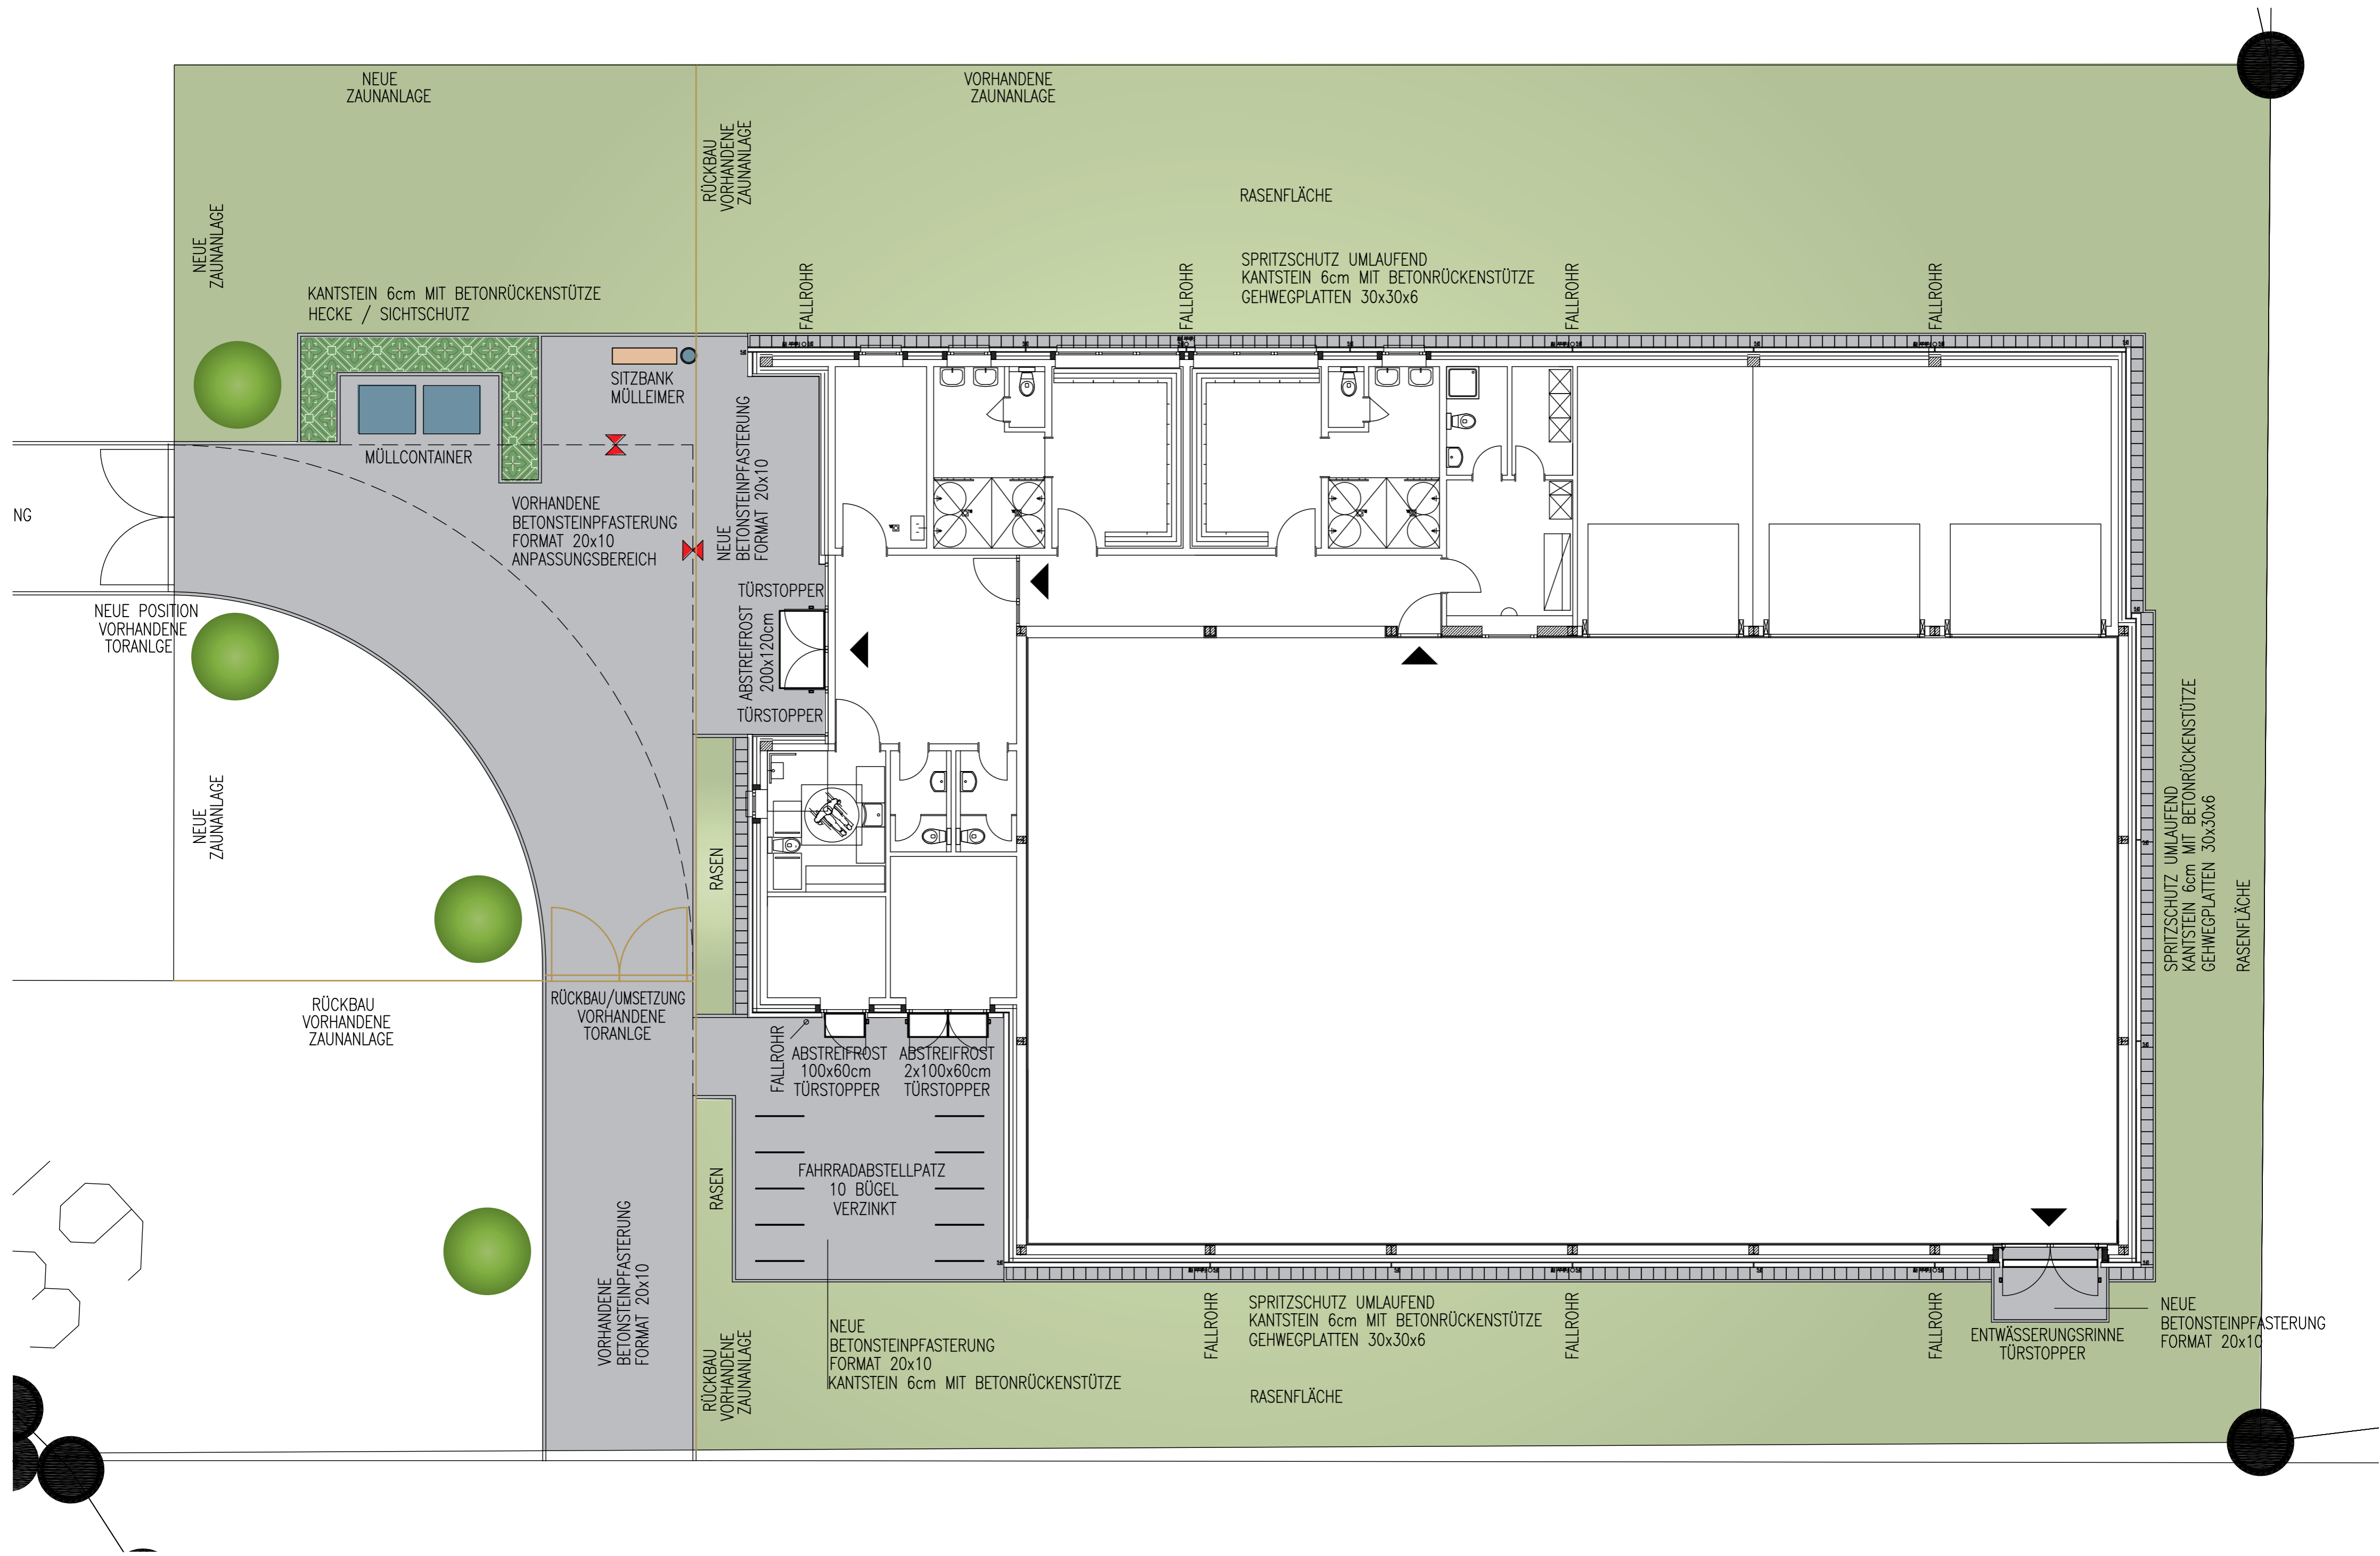 NEUE
ZAUNANLAGE
VORHANDENE
ZAUNANLAGE
RÜCKBAU
VORHANDENE
ZAUNANLAGE
RASENFLÄCHE
NEUE
ZAUNANLAGE
KANTSTEIN 6cm MIT BETONRÜCKENSTÜTZE
HECKE / SICHTSCHUTZ
FALLROHR
FALLROHR
SPRITZSCHUTZ UMLAUFEND
KANTSTEIN 6cm MIT BETONRÜCKENSTÜTZE
GEHWEGPLATTEN 30x30x6
FALLROHR
FALLROHR
SITZBANK
MÜLLEIMER
MÜLLCONTAINER
NEUE
BETONSTEINPFASTERUNG
FORMAT 20x10
NG
VORHANDENE
BETONSTEINPFASTERUNG
FORMAT 20x10
ANPASSUNGSBEREICH
TÜRSTOPPER
ABSTREIFROST
200x120cm
TÜRSTOPPER
NEUE POSITION
VORHANDENE
TORANLGE
NEUE
ZAUNANLAGE
RASEN
SPRITZSCHUTZ UMLAUFEND
KANTSTEIN 6cm MIT BETONRÜCKENSTÜTZE
GEHWEGPLATTEN 30x30x6
RASENFLÄCHE
RÜCKBAU
VORHANDENE
ZAUNANLAGE
RÜCKBAU/UMSETZUNG
VORHANDENE
TORANLGE
FALLROHR
ABSTREIFROST
100x60cm
TÜRSTOPPER
ABSTREIFROST
2x100x60cm
TÜRSTOPPER
FAHRRADABSTELLPATZ
10 BÜGEL
VERZINKT
RASEN
VORHANDENE
BETONSTEINPFASTERUNG
FORMAT 20x10
RÜCKBAU
VORHANDENE
ZAUNANLAGE
NEUE
BETONSTEINPFASTERUNG
FORMAT 20x10
KANTSTEIN 6cm MIT BETONRÜCKENSTÜTZE
FALLROHR
SPRITZSCHUTZ UMLAUFEND
KANTSTEIN 6cm MIT BETONRÜCKENSTÜTZE
GEHWEGPLATTEN 30x30x6
FALLROHR
FALLROHR
RASENFLÄCHE
ENTWÄSSERUNGSRINNE
TÜRSTOPPER
NEUE
BETONSTEINPFASTERUNG
FORMAT 20x10